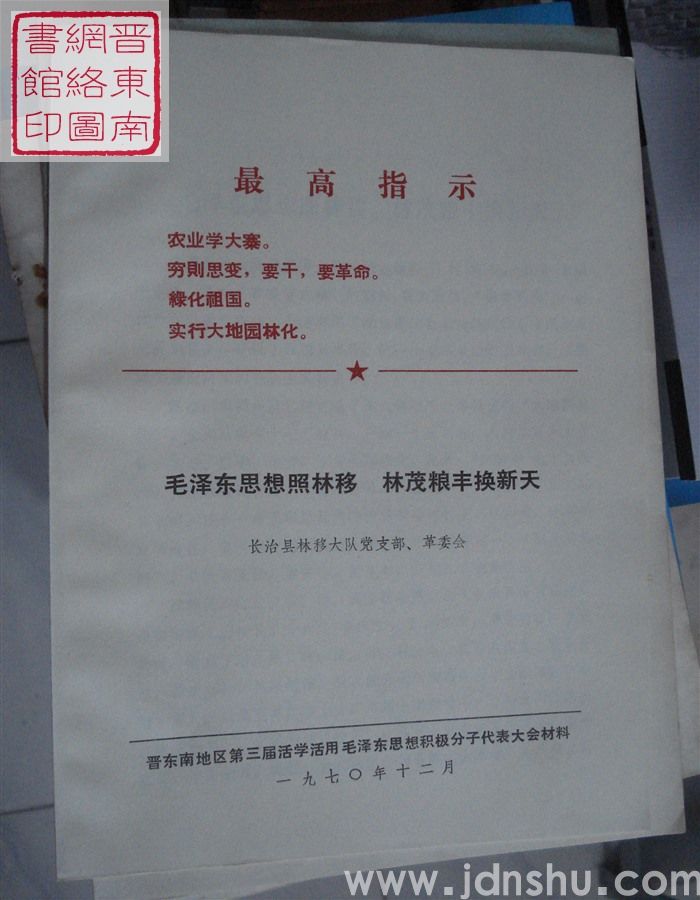 晋東南
網絡圖
書館印
最高指示
农业学大寨。
穷則思变，要干，要革命。
綠化祖国。
实行大地园林化。
毛泽东思想照林移　林茂粮丰换新天
长治县林移大队党支部、革委会
晋东南地区第三届活学活用毛泽东思想积极分子代表大会材料
一九七〇年十二月
www.jdnshu.com